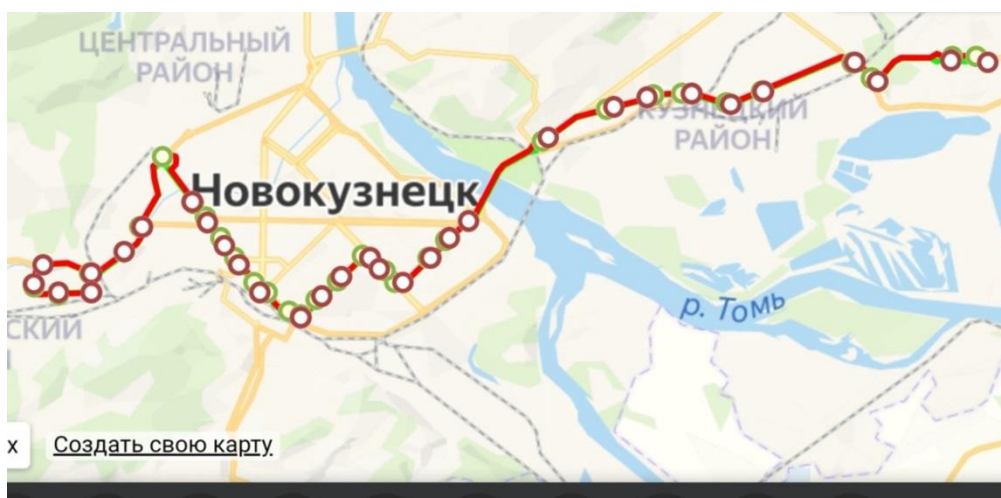 ЦЕНТРАЛЬНЫЙ
РАЙОН
КУЗНЕЦКИЙ
РАЙОН
Новокузнецк
р. Томь
СКИЙ
х
Создать свою карту